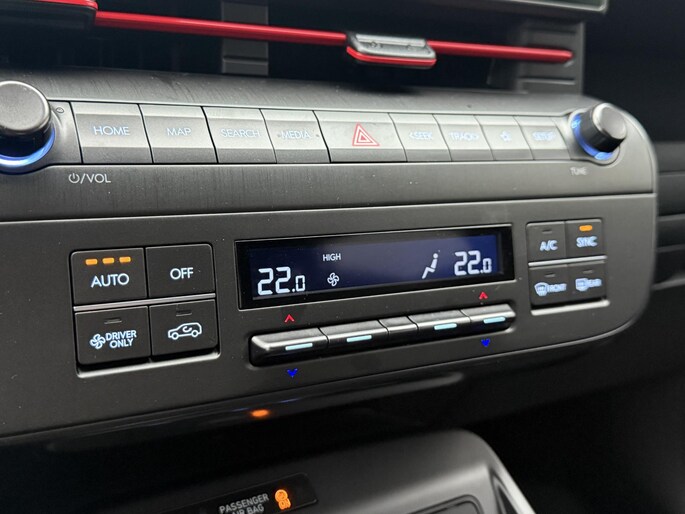 HOME MAP SEARCH <MEDIA> <SEEK TRACK> SETUP
⏻/VOL TUNE
AUTO OFF
HIGH
22.0 22.0
A/C SYNC
FRONT REAR
DRIVER ONLY
PASSENGER
AIR BAG